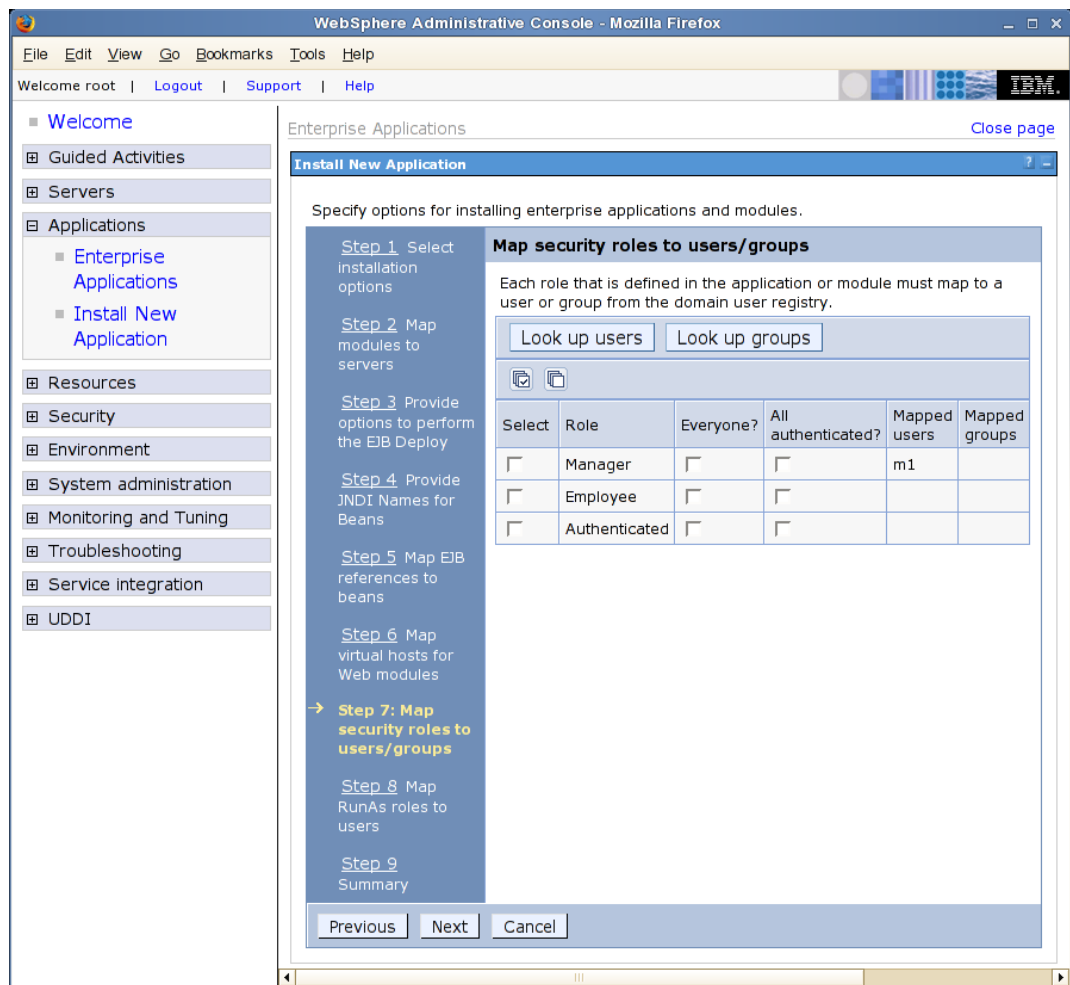 WebSphere Administrative Console - Mozilla Firefox
File Edit View Go Bookmarks Tools Help
Welcome root | Logout | Support | Help
IBM.
Welcome
Guided Activities
Servers
Applications
Enterprise
Applications
Install New
Application
Resources
Security
Environment
System administration
Monitoring and Tuning
Troubleshooting
Service integration
UDDI
Enterprise Applications
Close page
Install New Application
?
Specify options for installing enterprise applications and modules.
Step 1 Select
installation
options
Step 2 Map
modules to
servers
Step 3 Provide
options to perform
the EJB Deploy
Step 4 Provide
JNDI Names for
Beans
Step 5 Map EJB
references to
beans
Step 6 Map
virtual hosts for
Web modules
Step 7: Map
security roles to
users/groups
Step 8 Map
RunAs roles to
users
Step 9
Summary
Map security roles to users/groups
Each role that is defined in the application or module must map to a
user or group from the domain user registry.
Look up users Look up groups
Select Role Everyone? All authenticated? Mapped users Mapped groups
Manager m1
Employee
Authenticated
Previous Next Cancel